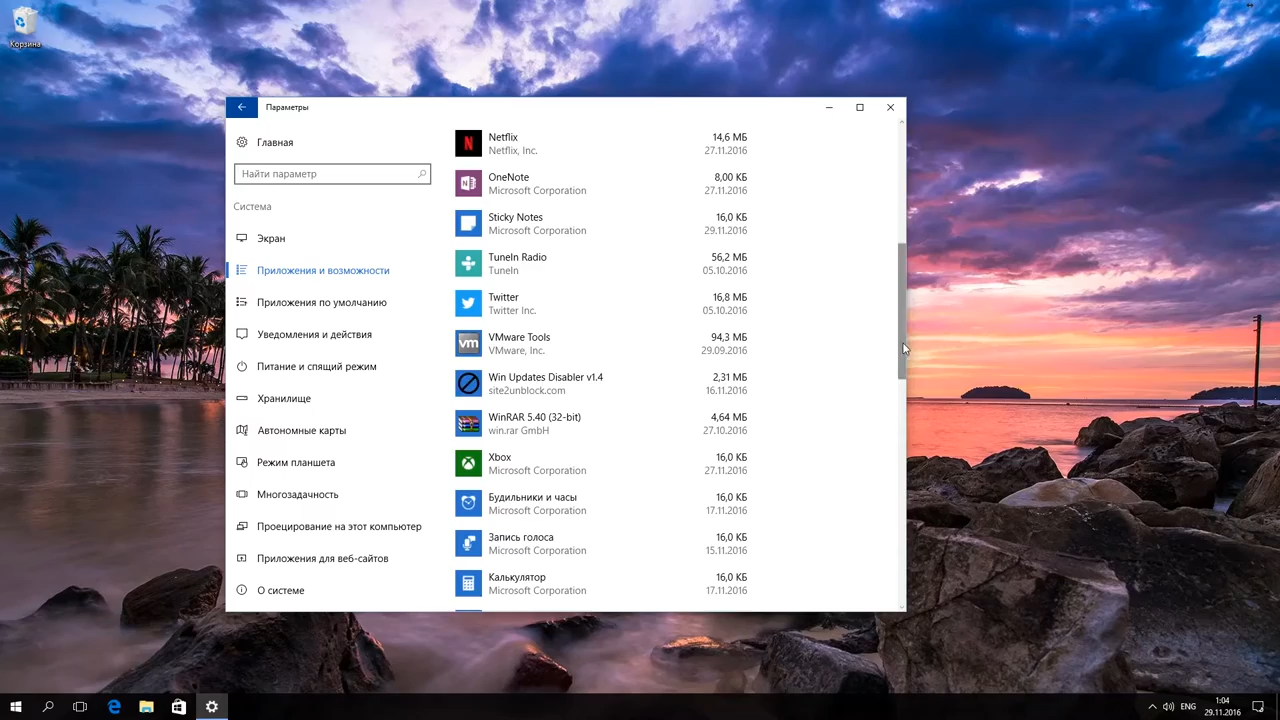 Корзина
Параметры
Главная
Найти параметр
Система
Экран
Приложения и возможности
Приложения по умолчанию
Уведомления и действия
Питание и спящий режим
Хранилище
Автономные карты
Режим планшета
Многозадачность
Проецирование на этот компьютер
Приложения для веб-сайтов
О системе
Netflix 14,6 МБ
Netflix, Inc. 27.11.2016
OneNote 8,00 КБ
Microsoft Corporation 27.11.2016
Sticky Notes 16,0 КБ
Microsoft Corporation 29.11.2016
TuneIn Radio 56,2 МБ
TuneIn 05.10.2016
Twitter 16,8 МБ
Twitter Inc. 05.10.2016
VMware Tools 94,3 МБ
VMware, Inc. 29.09.2016
Win Updates Disabler v1.4 2,31 МБ
site2unblock.com 16.11.2016
WinRAR 5.40 (32-bit) 4,64 МБ
win.rar GmbH 27.10.2016
Xbox 16,0 КБ
Microsoft Corporation 27.11.2016
Будильники и часы 16,0 КБ
Microsoft Corporation 17.11.2016
Запись голоса 16,0 КБ
Microsoft Corporation 15.11.2016
Калькулятор 16,0 КБ
Microsoft Corporation 17.11.2016
ENG
1:04
29.11.2016